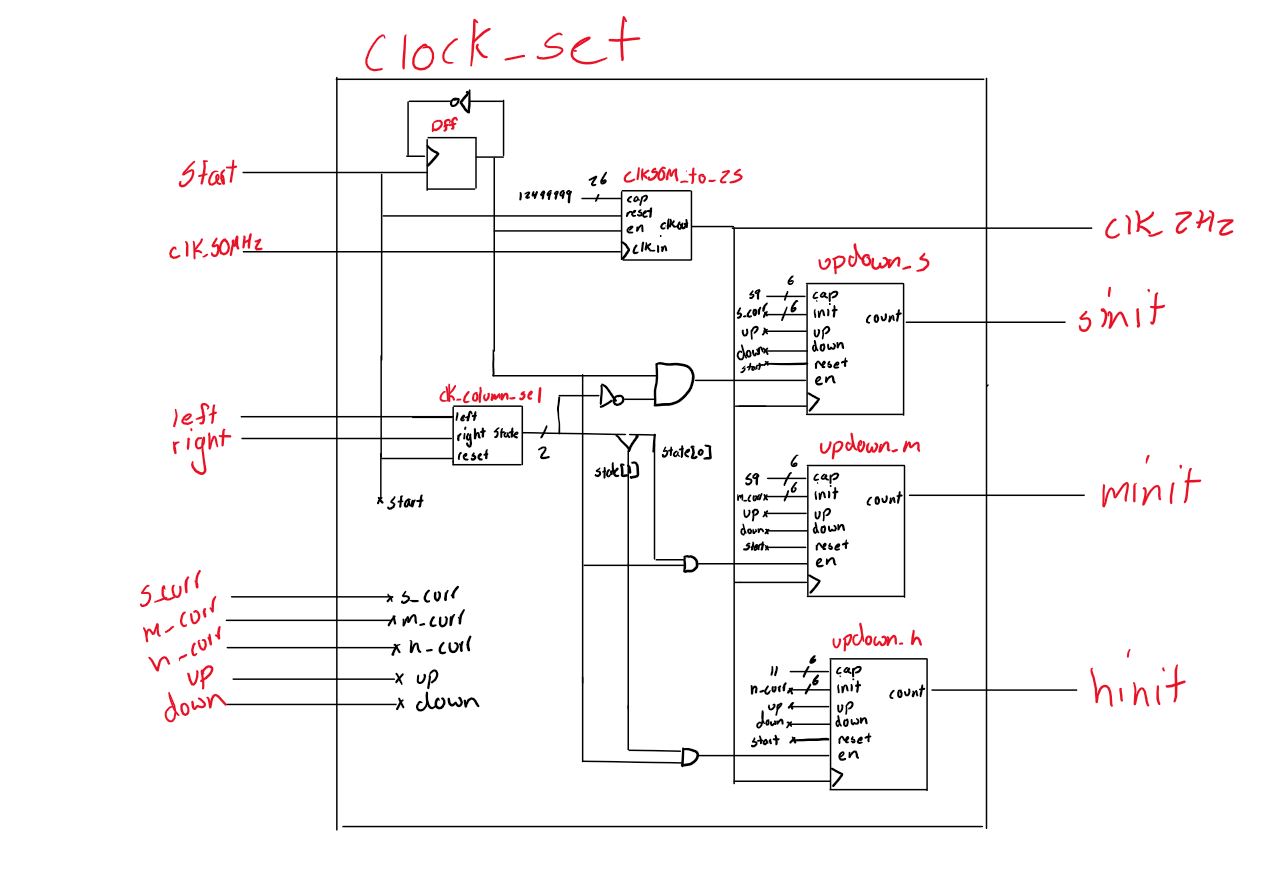 Clock_set
Dff
Start
clk_50MHz
12499999
26
clk50M_to_2s
cap
reset
en
clk_in
clkout
clk_2Hz
updown_s
59
6
cap
s_curr
6
init
up
up
down
down
start
reset
en
count
sinit
left
right
clk_column_sel
left
right
reset
state
2
state[1]
state[0]
start
updown_m
59
6
cap
m_curr
6
init
up
up
down
down
start
reset
en
count
minit
s_curr
s_curr
m_curr
m_curr
h_curr
h_curr
up
up
down
down
updown_h
11
6
cap
h_curr
6
init
up
up
down
down
start
reset
en
count
hinit